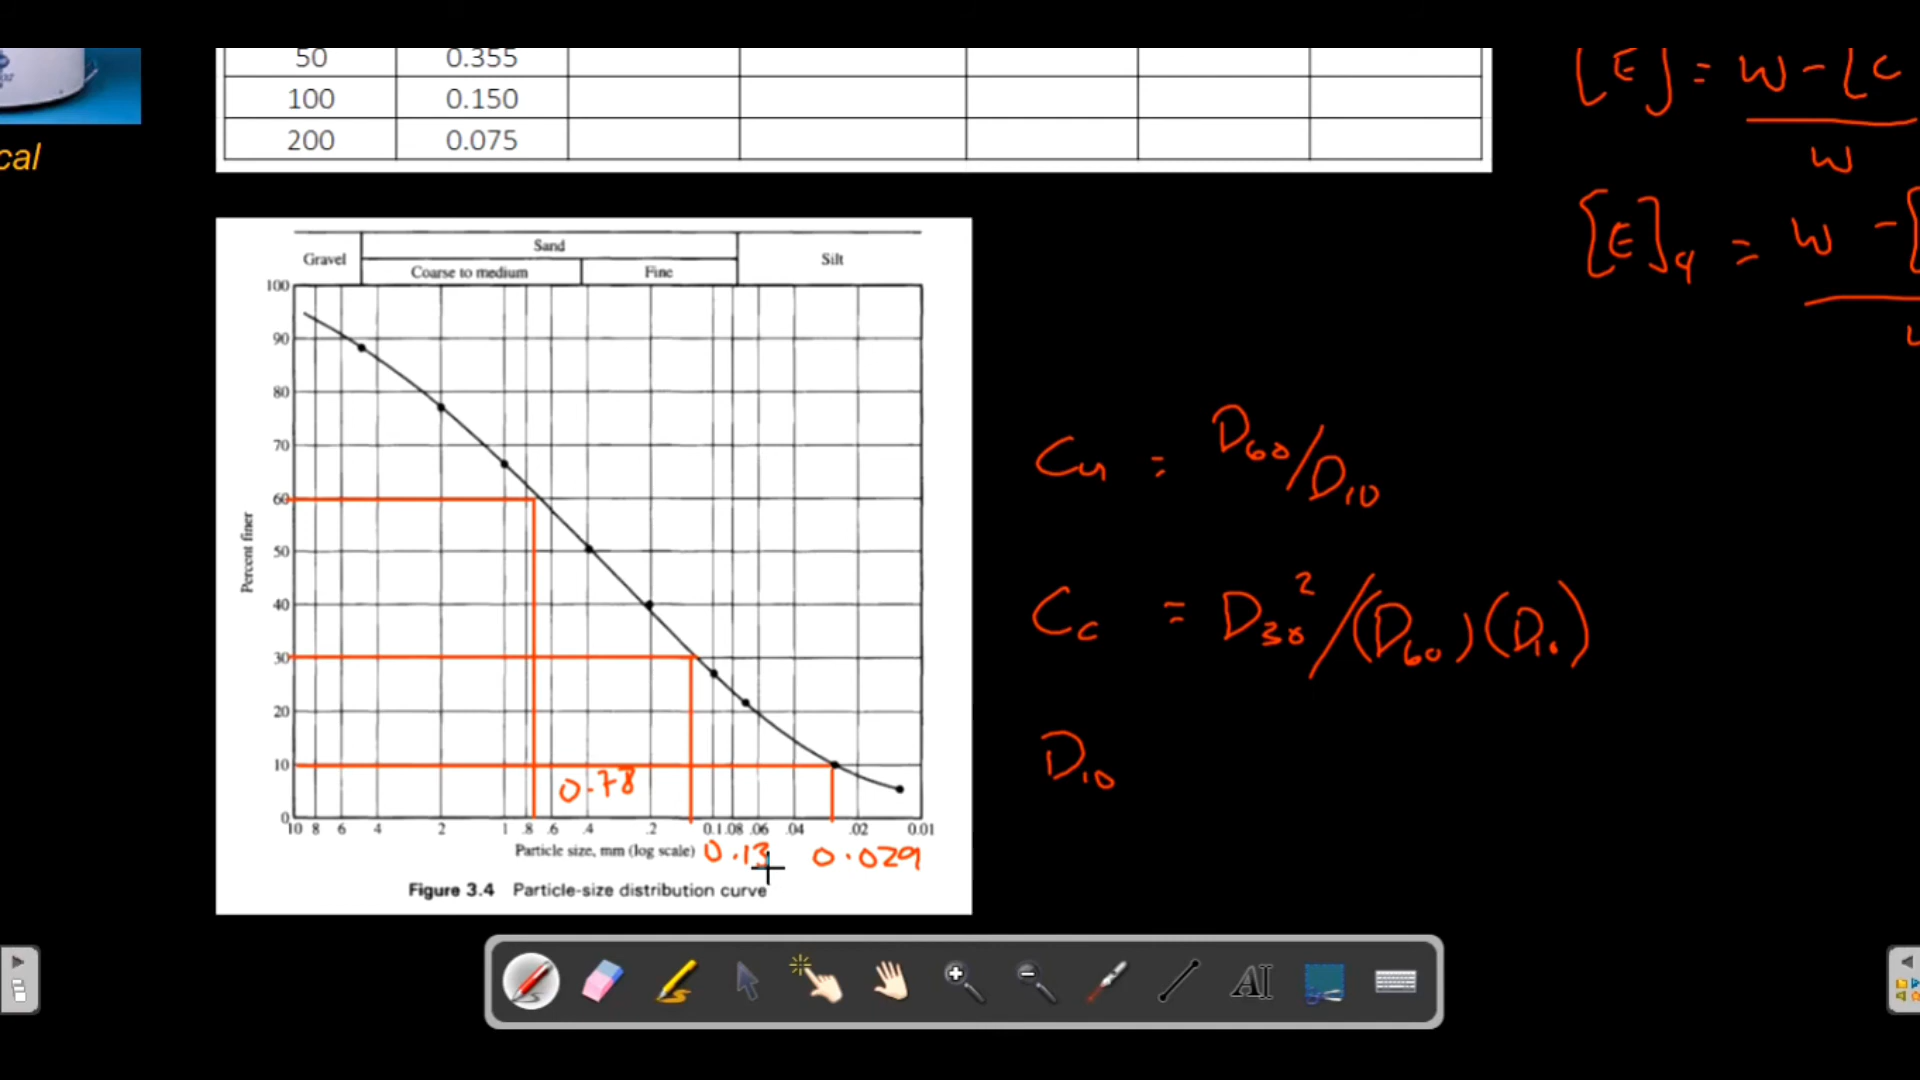 50 0.355
100 0.150
200 0.075
cal
[E] = W - [C
W
[E]4 = W - [
Gravel Sand Silt
Coarse to medium Fine
100
90
80
70
60
50
40
30
20
10
0
Percent finer
10 8 6 4 2 1 .8 .6 .4 .2 0.1 .08 .06 .04 .02 0.01
Particle size, mm (log scale)
0.78
0.13 0.029
Figure 3.4 Particle-size distribution curve
Cu = D60/D10
Cc = D30²/(D60)(D10)
D10
AI